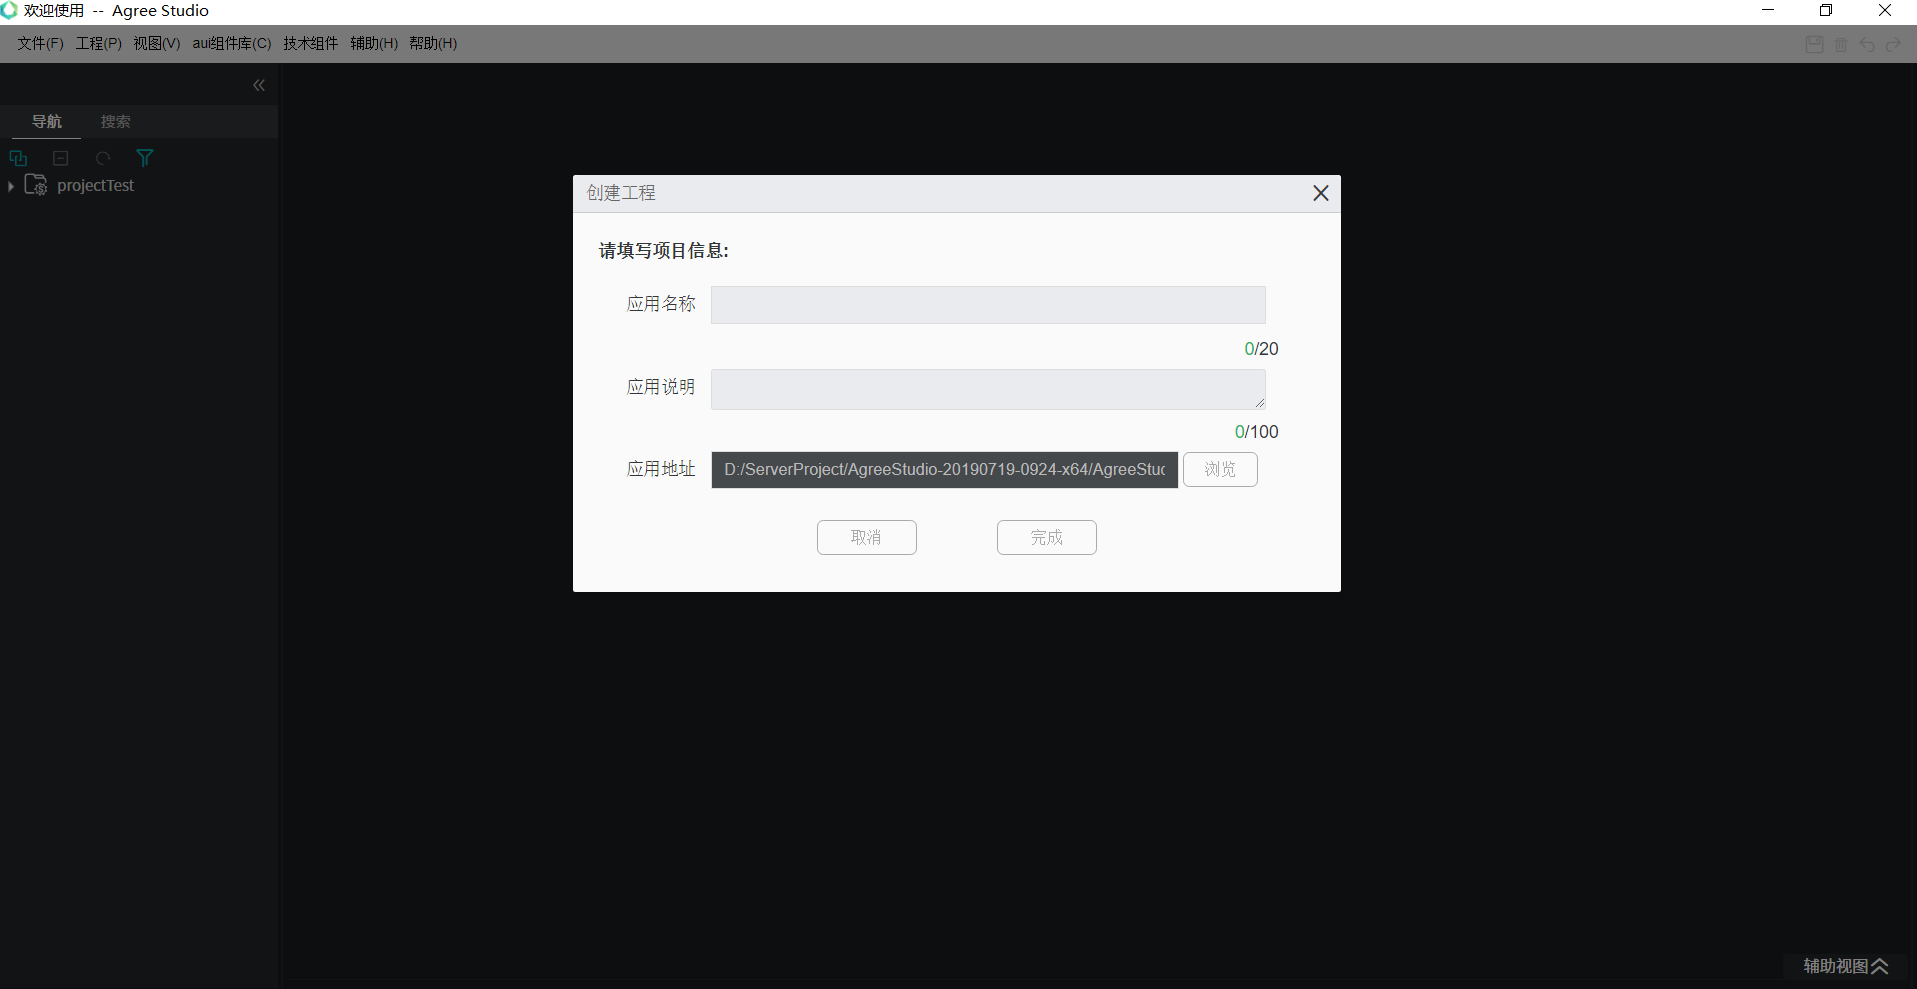 欢迎使用 -- Agree Studio
文件(F) 工程(P) 视图(V) aui组件库(C) 技术组件 辅助(H) 帮助(H)
导航 搜索
projectTest
创建工程
请填写项目信息:
应用名称
0/20
应用说明
0/100
应用地址 D:/ServerProject/AgreeStudio-20190719-0924-x64/AgreeStud 浏览
取消 完成
辅助视图